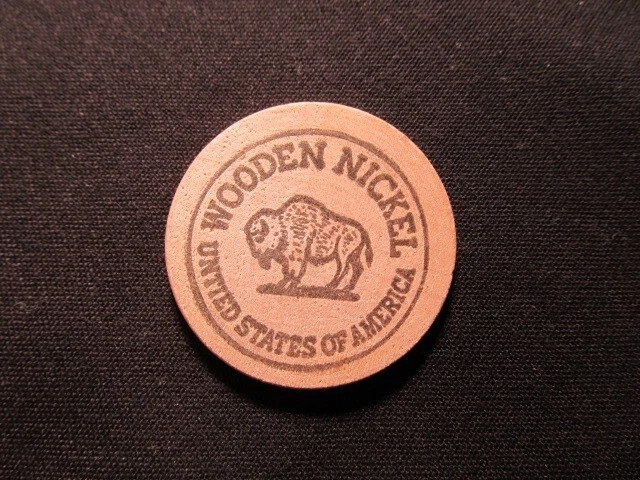 WOODEN NICKEL
UNITED STATES OF AMERICA